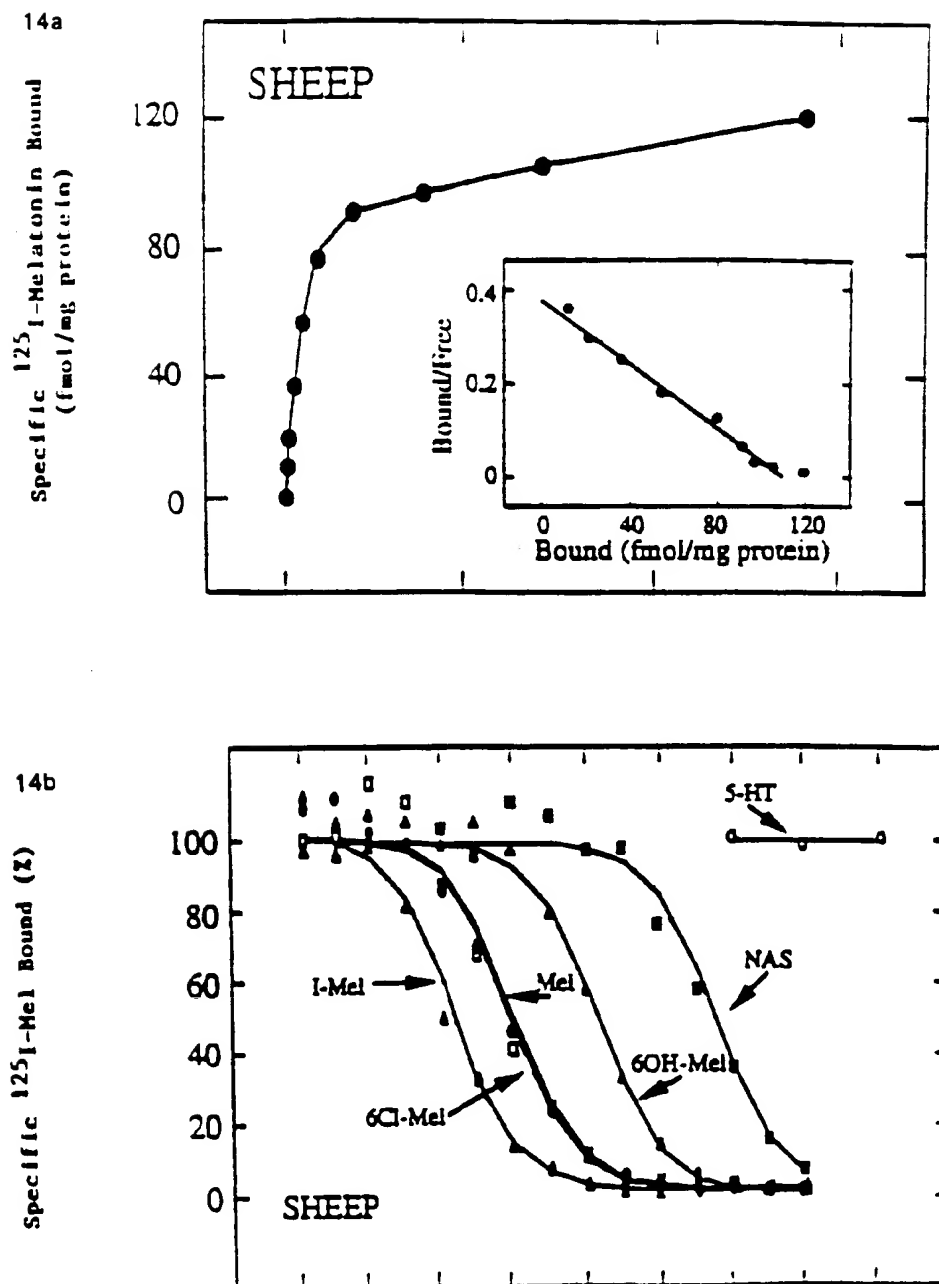 14a
Specific 125I-Melatonin Bound
(fmol/mg protein)
SHEEP
120
80
40
0
Bound/Free
0.4
0.2
0
0 40 80 120
Bound (fmol/mg protein)
14b
Specific 125I-Mel Bound (%)
100
80
60
40
20
0
5-HT
NAS
I-Mel
Mel
6OH-Mel
6Cl-Mel
SHEEP